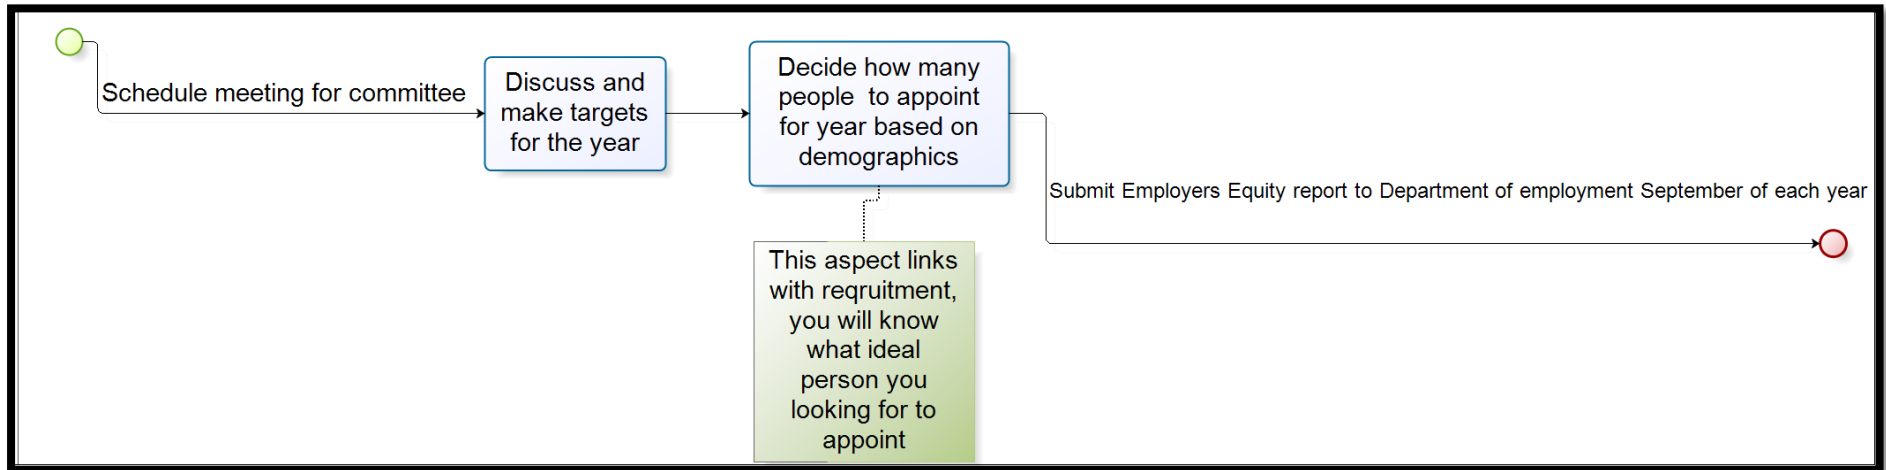 Schedule meeting for committee
Discuss and
make targets
for the year
Decide how many
people  to appoint
for year based on
demographics
Submit Employers Equity report to Department of employment September of each year
This aspect links
with reqruitment,
you will know
what ideal
person you
looking for to
appoint